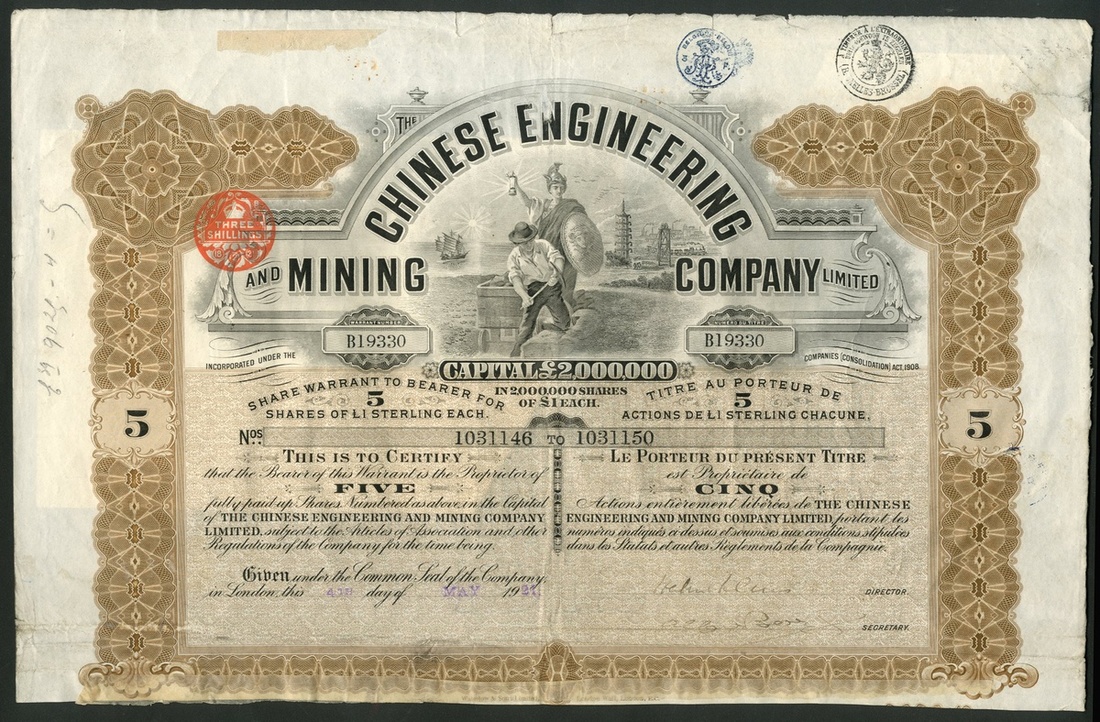 THE
CHINESE ENGINEERING
AND MINING COMPANY LIMITED
THREE
SHILLINGS
WARRANT NUMBER
B19330
NUMERO DU TITRE
B19330
INCORPORATED UNDER THE COMPANIES (CONSOLIDATION) ACT, 1908.
CAPITAL £2,000,000
IN 2,000,000 SHARES
OF £1 EACH.
SHARE WARRANT TO BEARER FOR
5
SHARES OF £1 STERLING EACH.
TITRE AU PORTEUR DE
5
ACTIONS DE £1 STERLING CHACUNE.
Nos. 1031146 TO 1031150
5
5
THIS IS TO CERTIFY
that the Bearer of this Warrant is the Proprietor of
FIVE
fully paid up Shares Numbered as above in the Capital
of THE CHINESE ENGINEERING AND MINING COMPANY
LIMITED, subject to the Articles of Association and other
Regulations of the Company for the time being.
LE PORTEUR DU PRÉSENT TITRE
est Propriétaire de
CINQ
Actions entièrement libérées de THE CHINESE
ENGINEERING AND MINING COMPANY LIMITED, portant les
numéros indiqués ci dessus et soumises aux conditions stipulées
dans les Statuts et autres Règlements de la Compagnie.
Given under the Common Seal of the Company,
in London, this 4TH day of MAY 1921
DIRECTOR.
SECRETARY.